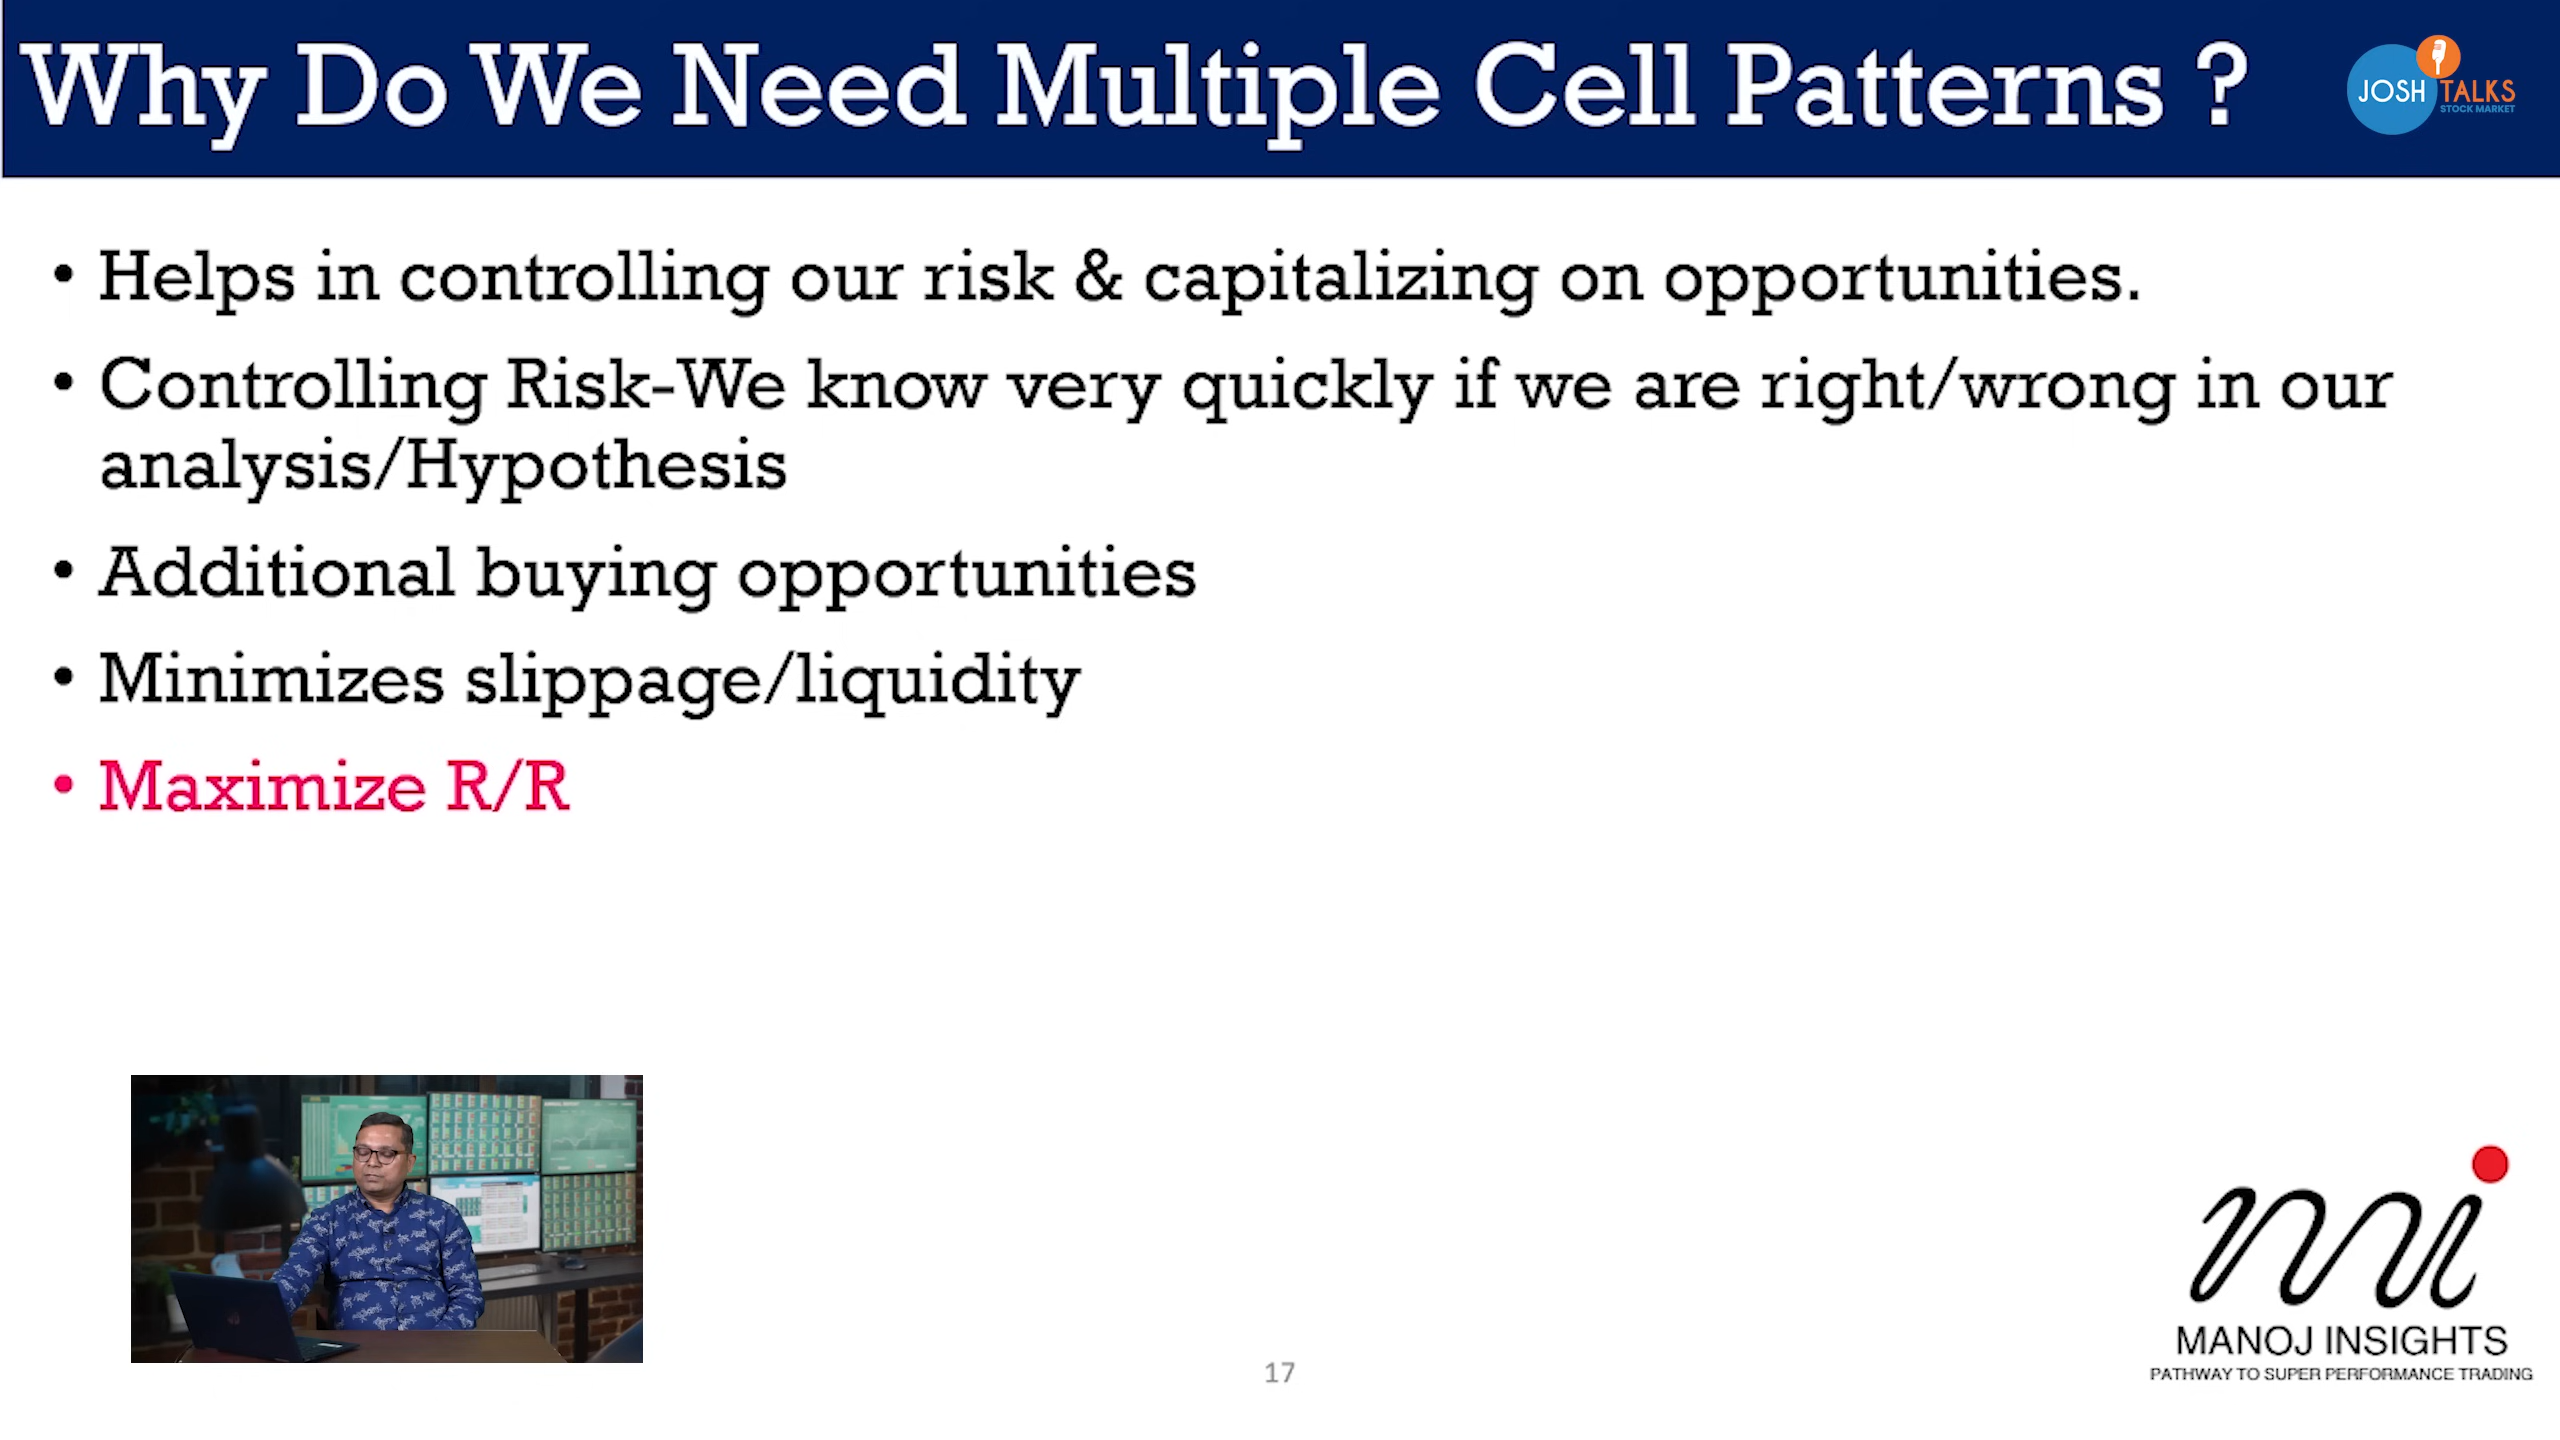 Why Do We Need Multiple Cell Patterns ?
JOSH TALKS
STOCK MARKET
• Helps in controlling our risk & capitalizing on opportunities.
• Controlling Risk-We know very quickly if we are right/wrong in our
analysis/Hypothesis
• Additional buying opportunities
• Minimizes slippage/liquidity
• Maximize R/R
mi
MANOJ INSIGHTS
PATHWAY TO SUPER PERFORMANCE TRADING
17